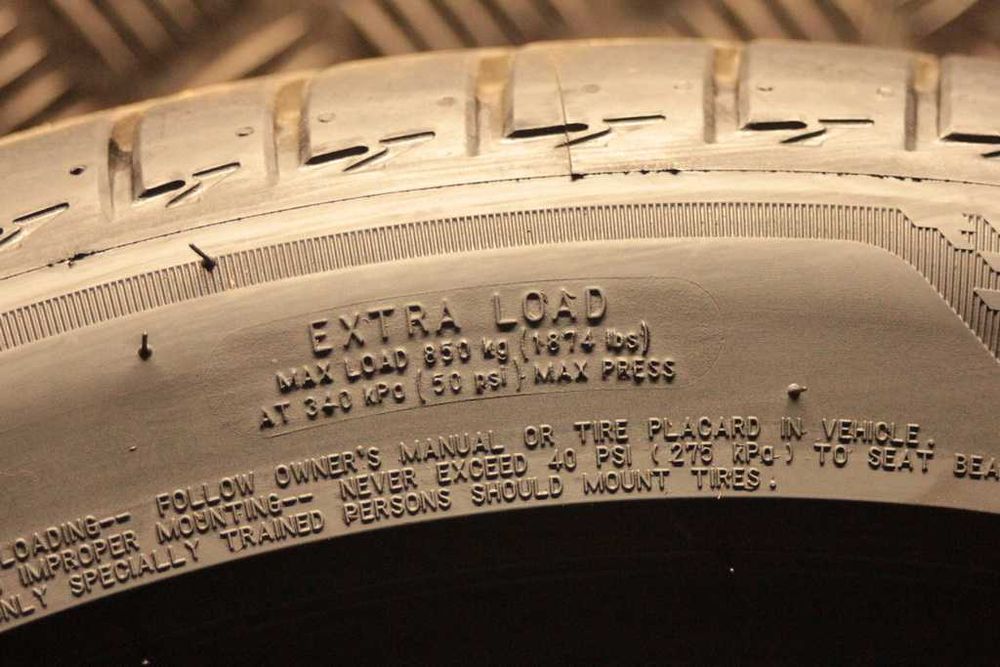 EXTRA LOAD
MAX LOAD 850 kg (1874 lbs)
AT 340 kPa (50 psi) MAX PRESS
LOADING-- FOLLOW OWNER'S MANUAL OR TIRE PLACARD IN VEHICLE.
IMPROPER MOUNTING-- NEVER EXCEED 40 PSI (275 kPa) TO SEAT BEA
ONLY SPECIALLY TRAINED PERSONS SHOULD MOUNT TIRES.